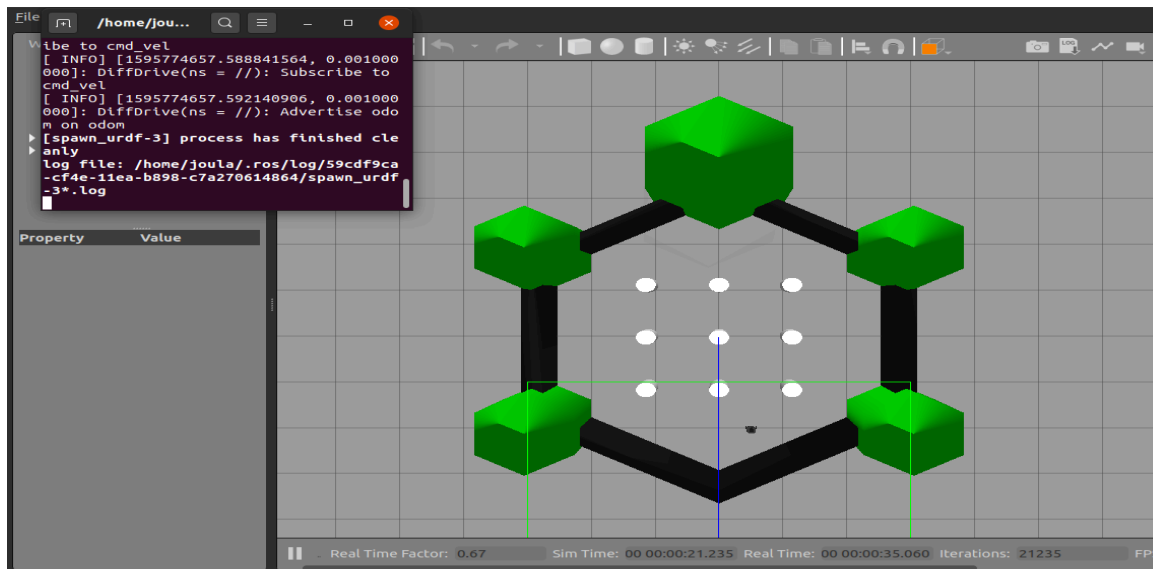 File
/home/jou...
ibe to cmd_vel
[ INFO] [1595774657.588841564, 0.001000
000]: DiffDrive(ns = //): Subscribe to
cmd_vel
[ INFO] [1595774657.592140906, 0.001000
000]: DiffDrive(ns = //): Advertise odo
m on odom
[spawn_urdf-3] process has finished cle
anly
log file: /home/joula/.ros/log/59cdf9ca
-cf4e-11ea-b898-c7a270614864/spawn_urdf
-3*.log
LOG
Property Value
Real Time Factor: 0.67 Sim Time: 00 00:00:21.235 Real Time: 00 00:00:35.060 Iterations: 21235 FP